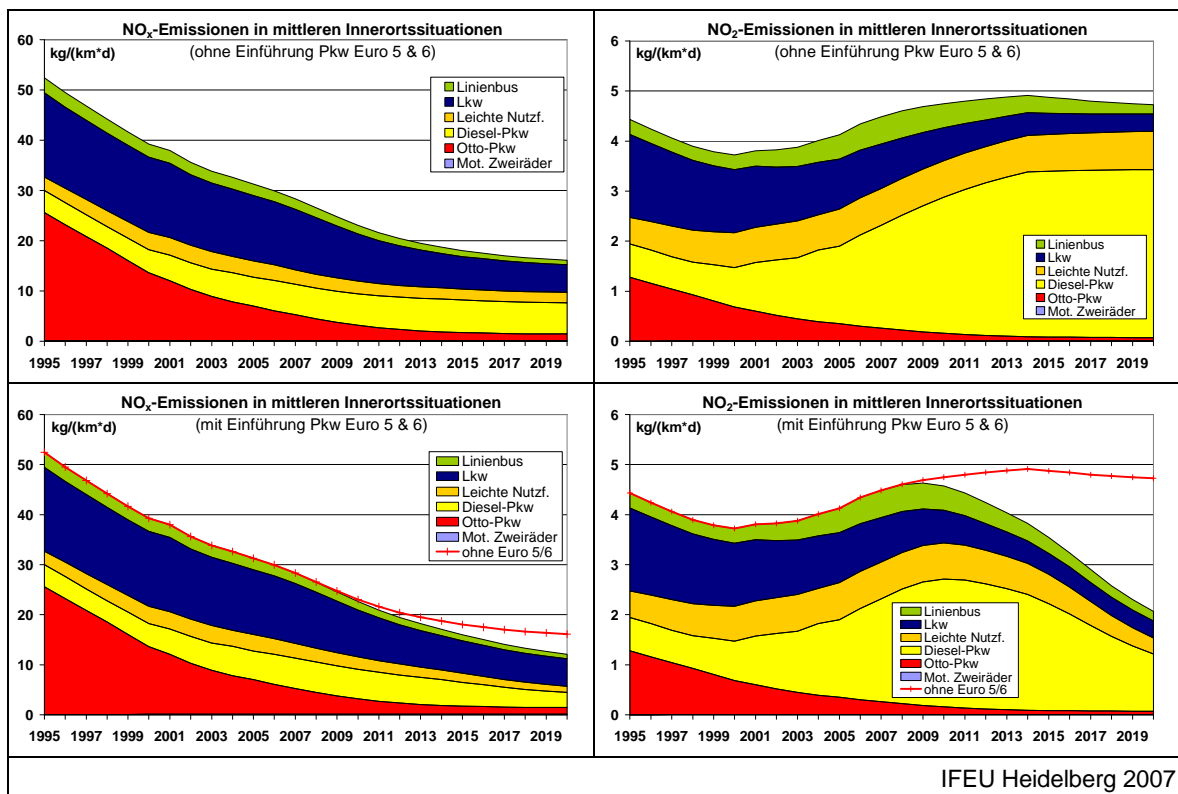 NOx-Emissionen in mittleren Innerortssituationen
(ohne Einführung Pkw Euro 5 & 6)
kg/(km*d)
60
50
40
30
20
10
0
Linienbus
Lkw
Leichte Nutzf.
Diesel-Pkw
Otto-Pkw
Mot. Zweiräder
1995 1997 1999 2001 2003 2005 2007 2009 2011 2013 2015 2017 2019
NO2-Emissionen in mittleren Innerortssituationen
(ohne Einführung Pkw Euro 5 & 6)
kg/(km*d)
6
5
4
3
2
1
0
Linienbus
Lkw
Leichte Nutzf.
Diesel-Pkw
Otto-Pkw
Mot. Zweiräder
1995 1997 1999 2001 2003 2005 2007 2009 2011 2013 2015 2017 2019
NOx-Emissionen in mittleren Innerortssituationen
(mit Einführung Pkw Euro 5 & 6)
kg/(km*d)
60
50
40
30
20
10
0
Linienbus
Lkw
Leichte Nutzf.
Diesel-Pkw
Otto-Pkw
Mot. Zweiräder
ohne Euro 5/6
1995 1997 1999 2001 2003 2005 2007 2009 2011 2013 2015 2017 2019
NO2-Emissionen in mittleren Innerortssituationen
(mit Einführung Pkw Euro 5 & 6)
kg/(km*d)
6
5
4
3
2
1
0
Linienbus
Lkw
Leichte Nutzf.
Diesel-Pkw
Otto-Pkw
Mot. Zweiräder
ohne Euro 5/6
1995 1997 1999 2001 2003 2005 2007 2009 2011 2013 2015 2017 2019
IFEU Heidelberg 2007